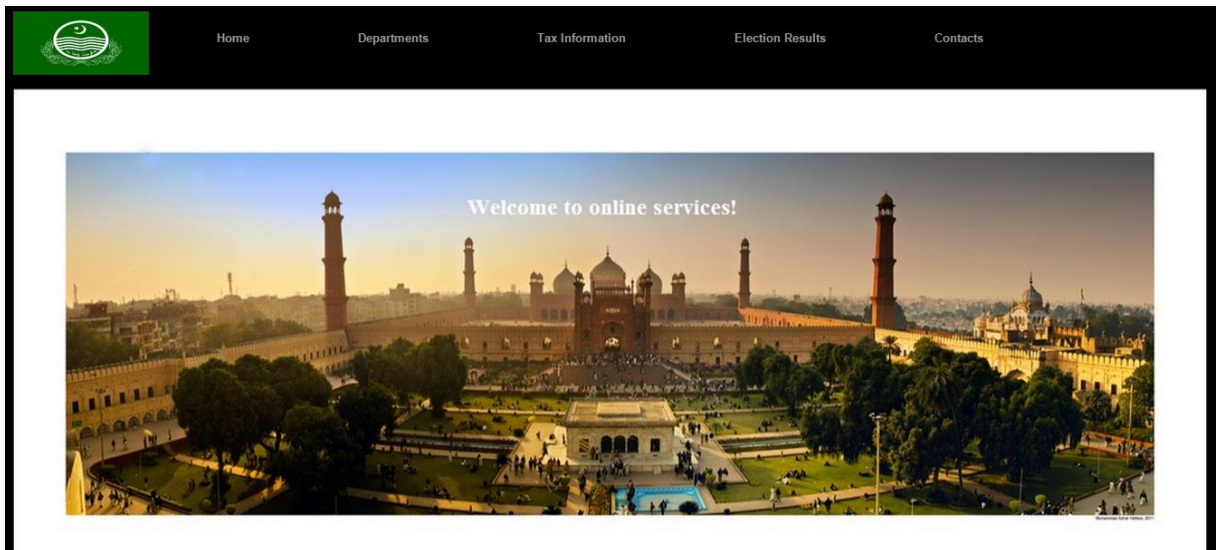 Home
Departments
Tax Information
Election Results
Contacts
Welcome to online services!